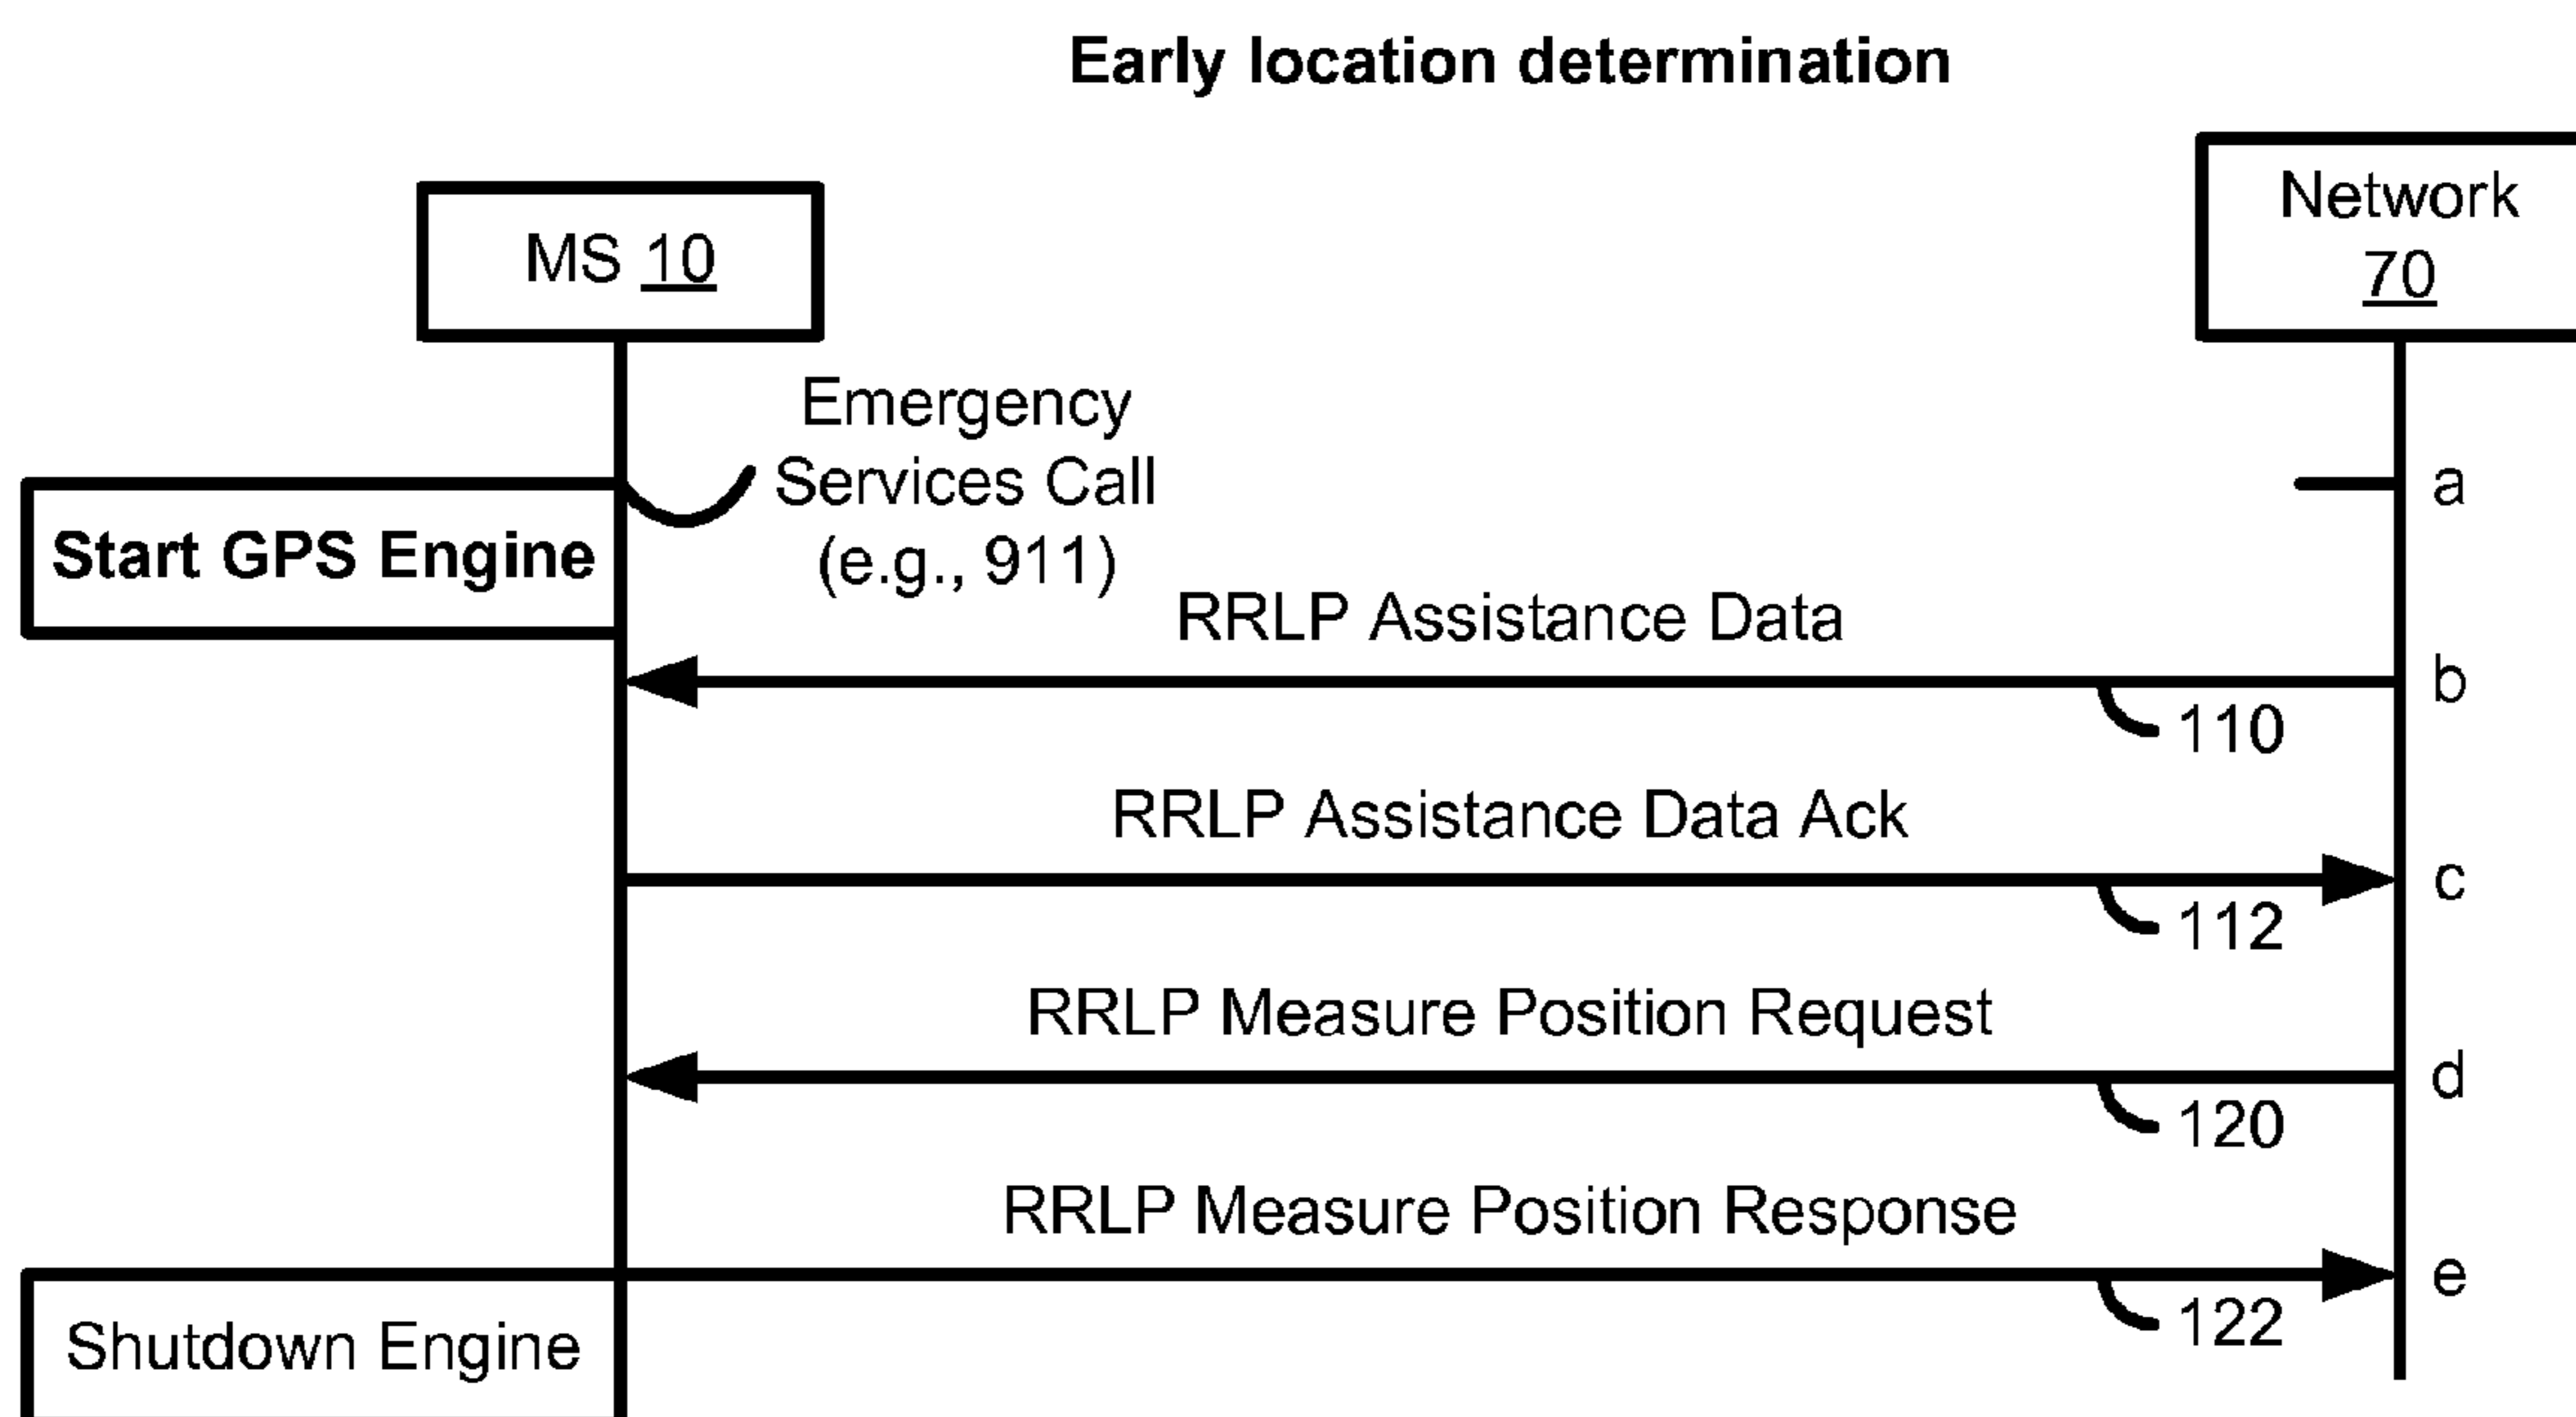 Early location determination
MS 10
Network
70
Emergency
Services Call
(e.g., 911)
a
Start GPS Engine
RRLP Assistance Data
b
110
RRLP Assistance Data Ack
c
112
RRLP Measure Position Request
d
120
RRLP Measure Position Response
e
122
Shutdown Engine